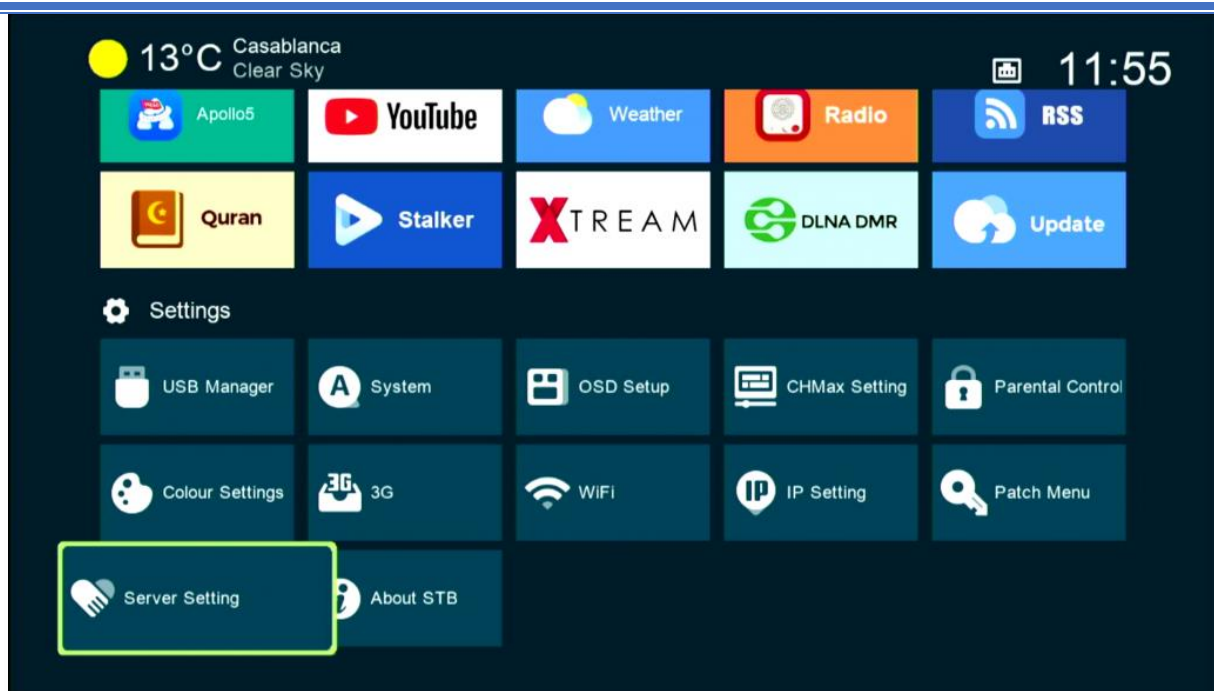 13°C Casablanca
Clear Sky
11:55
Apollo5
YouTube
Weather
Radio
RSS
Quran
Stalker
XTREAM
DLNA DMR
Update
Settings
USB Manager
A System
OSD Setup
CHMax Setting
Parental Control
Colour Settings
3G 3G
WiFi
IP IP Setting
Patch Menu
Server Setting
i About STB